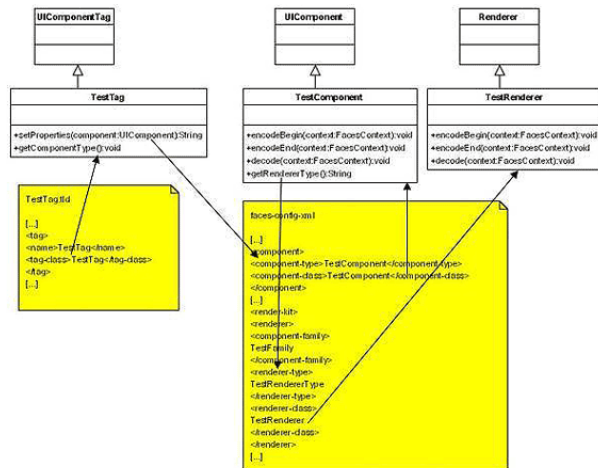 UIComponentTag
UIComponent
Renderer
TestTag
+setProperties(component:UIComponent):String
+getComponentType():void
TestComponent
+encodeBegin(context:FacesContext):void
+encodeEnd(context:FacesContext):void
+decode(context:FacesContext):void
+getRendererType():String
TestRenderer
+encodeBegin(context:FacesContext):void
+encodeEnd(context:FacesContext):void
+decode(context:FacesContext):void
TestTag.tld
[...]
<tag>
<name>TestTag</name>
<tag-class>TestTag</tag-class>
</tag>
[...]
faces-config-xml
[...]
<component>
<component-type>TestComponent</component-type>
<component-class>TestComponent</component-class>
</component>
[...]
<render-kit>
<renderer>
<component-family>
TestFamily
</component-family>
<renderer-type>
TestRendererType
</renderer-type>
<renderer-class>
TestRenderer
</renderer-class>
</renderer>
[...]